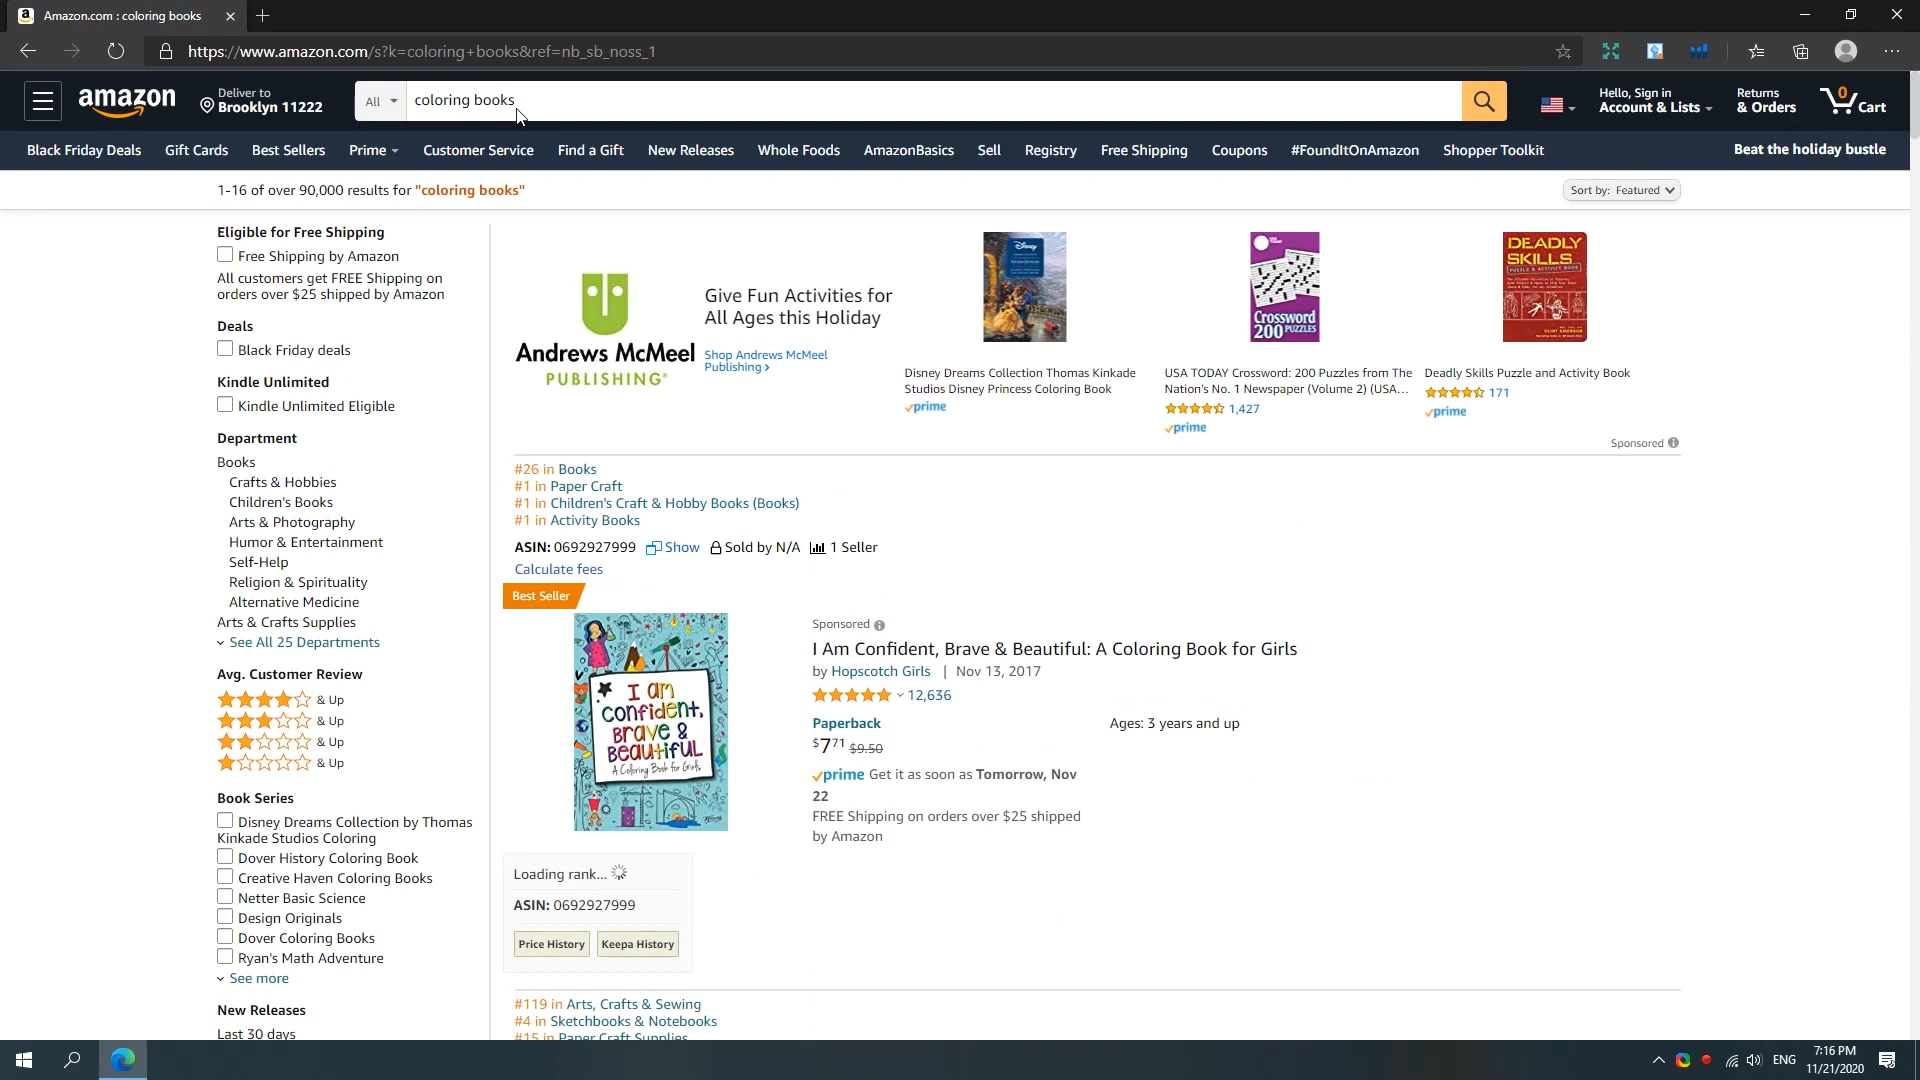 Amazon.com : coloring books
https://www.amazon.com/s?k=coloring+books&ref=nb_sb_noss_1
amazon
Deliver to
Brooklyn 11222
All
coloring books
Hello, Sign in
Account & Lists
Returns
& Orders
0
Cart
Black Friday Deals
Gift Cards
Best Sellers
Prime
Customer Service
Find a Gift
New Releases
Whole Foods
AmazonBasics
Sell
Registry
Free Shipping
Coupons
#FoundItOnAmazon
Shopper Toolkit
Beat the holiday bustle
1-16 of over 90,000 results for "coloring books"
Sort by: Featured
Eligible for Free Shipping
Free Shipping by Amazon
All customers get FREE Shipping on
orders over $25 shipped by Amazon
Deals
Black Friday deals
Kindle Unlimited
Kindle Unlimited Eligible
Department
Books
Crafts & Hobbies
Children's Books
Arts & Photography
Humor & Entertainment
Self-Help
Religion & Spirituality
Alternative Medicine
Arts & Crafts Supplies
See All 25 Departments
Avg. Customer Review
& Up
& Up
& Up
& Up
Book Series
Disney Dreams Collection by Thomas
Kinkade Studios Coloring
Dover History Coloring Book
Creative Haven Coloring Books
Netter Basic Science
Design Originals
Dover Coloring Books
Ryan's Math Adventure
See more
New Releases
Last 30 days
Andrews McMeel
PUBLISHING®
Give Fun Activities for
All Ages this Holiday
Shop Andrews McMeel
Publishing ›
Disney
Disney Dreams Collection Thomas Kinkade
Studios Disney Princess Coloring Book
prime
Crossword
200 PUZZLES
USA TODAY Crossword: 200 Puzzles from The
Nation's No. 1 Newspaper (Volume 2) (USA...
1,427
prime
DEADLY
SKILLS
PUZZLE & ACTIVITY BOOK
CLINT EMERSON
Deadly Skills Puzzle and Activity Book
171
prime
Sponsored
#26 in Books
#1 in Paper Craft
#1 in Children's Craft & Hobby Books (Books)
#1 in Activity Books
ASIN: 0692927999 Show Sold by N/A 1 Seller
Calculate fees
Best Seller
I am
confident,
BRAVE &
BeautifuL
A Coloring Book for Girls
Sponsored
I Am Confident, Brave & Beautiful: A Coloring Book for Girls
by Hopscotch Girls | Nov 13, 2017
12,636
Paperback
$7.71 $9.50
Ages: 3 years and up
prime Get it as soon as Tomorrow, Nov
22
FREE Shipping on orders over $25 shipped
by Amazon
Loading rank...
ASIN: 0692927999
Price History
Keepa History
#119 in Arts, Crafts & Sewing
#4 in Sketchbooks & Notebooks
#15 in Paper Craft Supplies
ENG
7:16 PM
11/21/2020